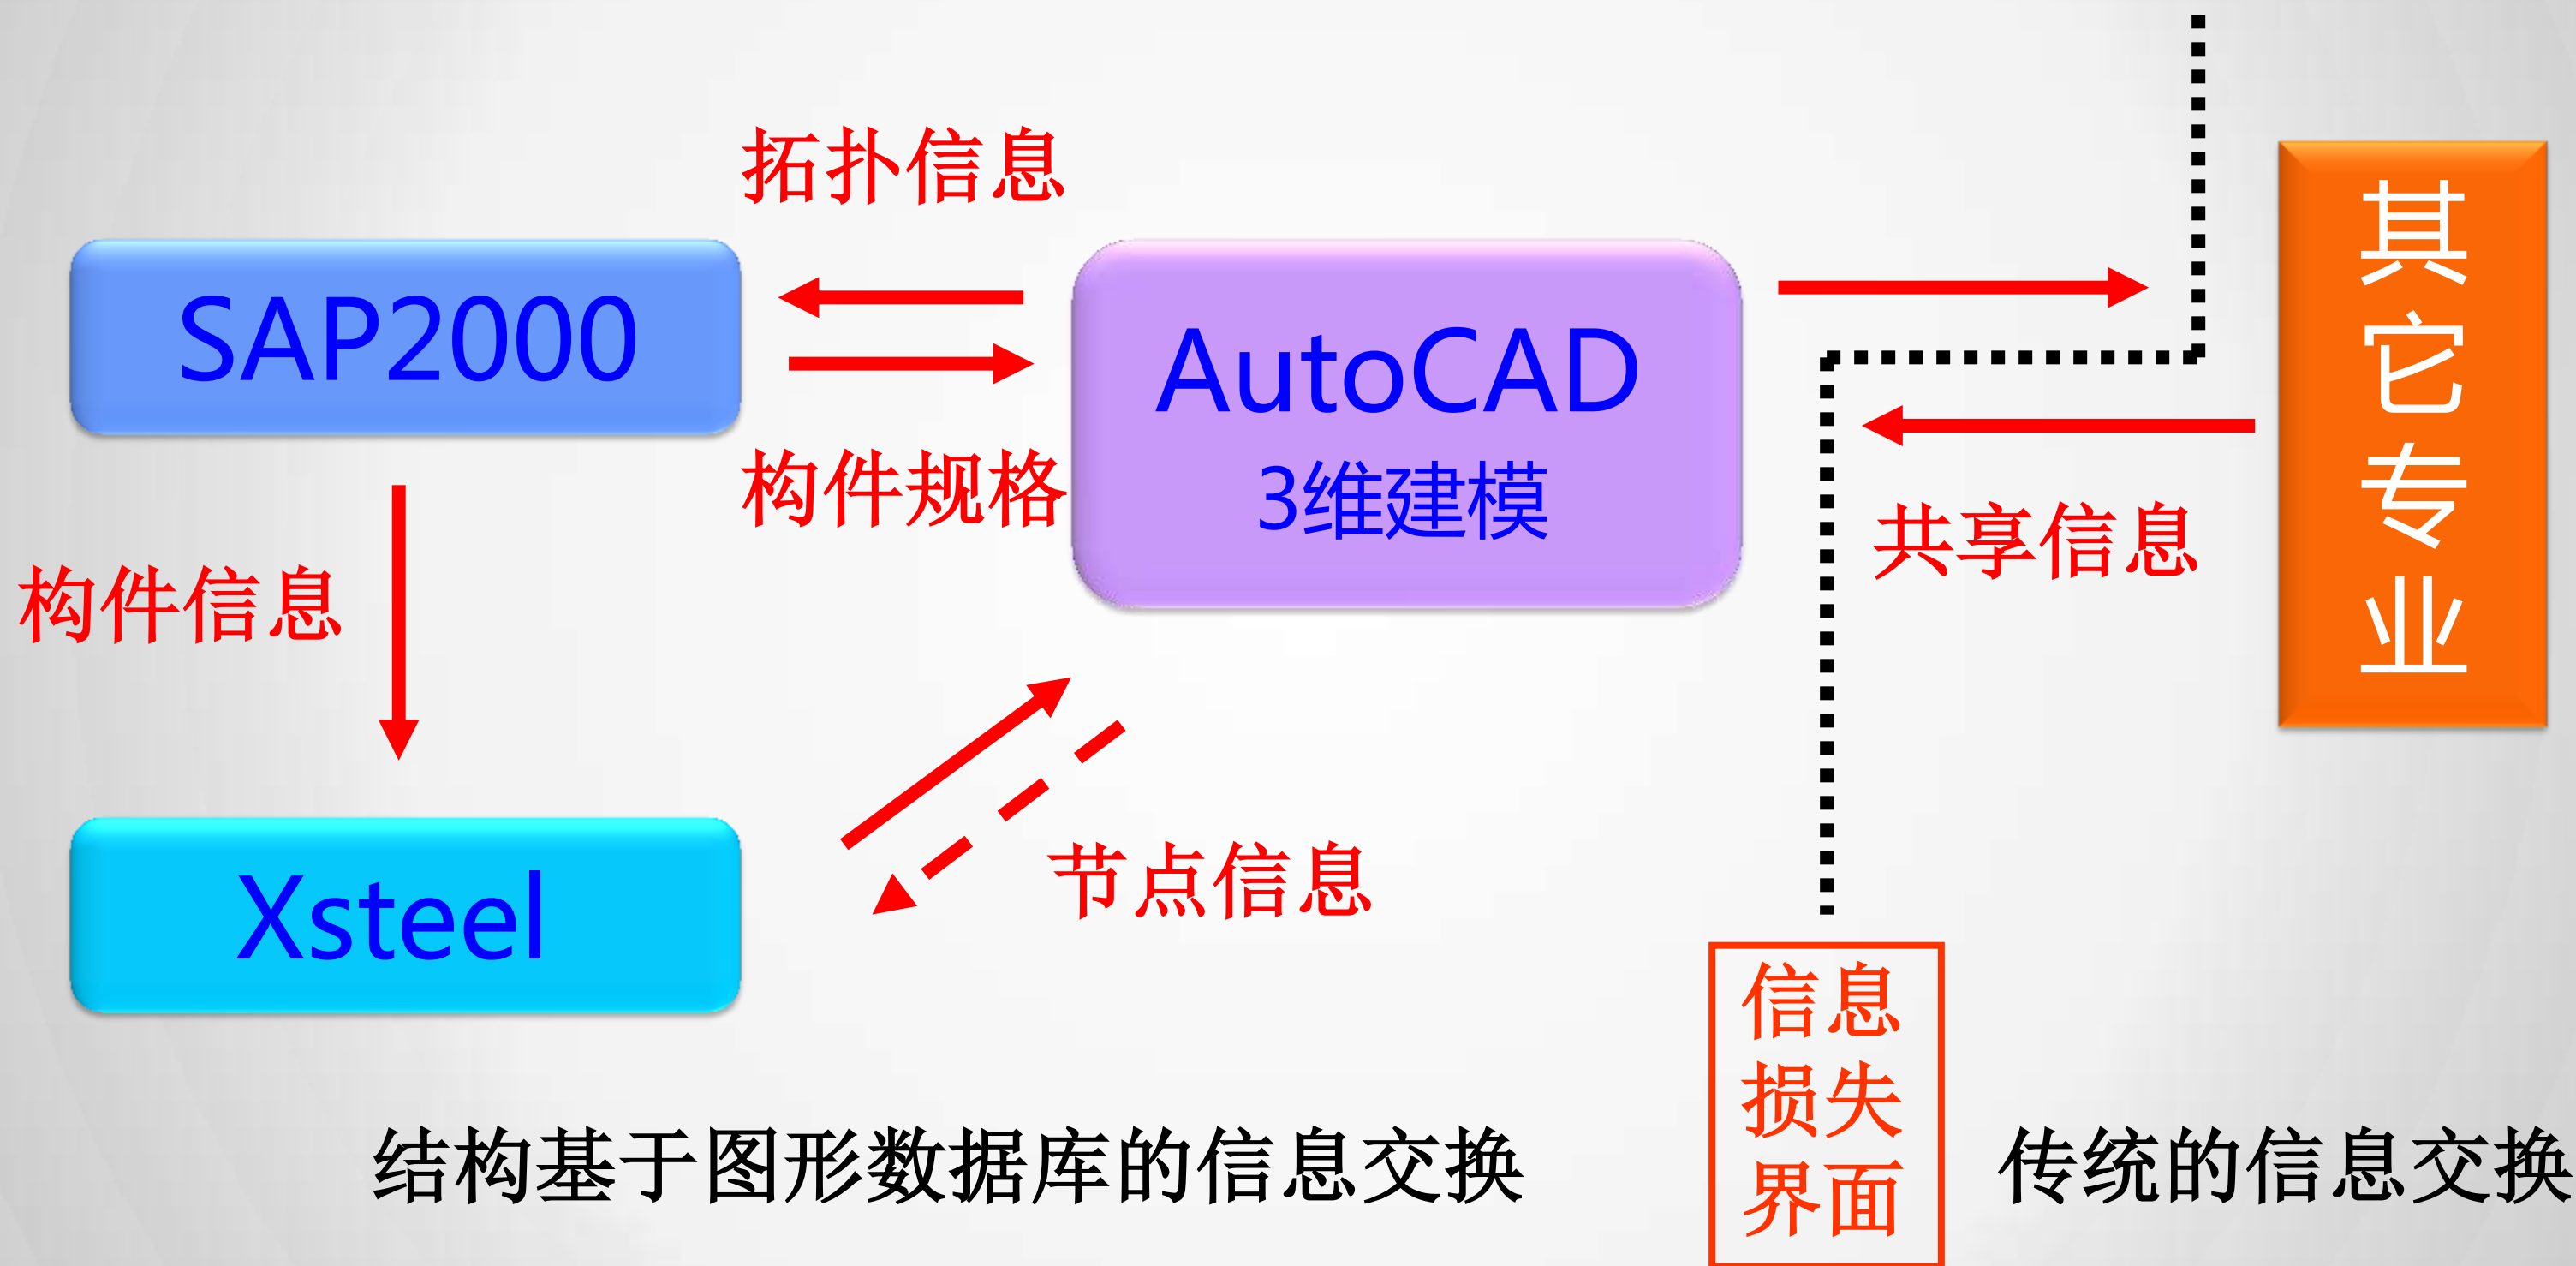 拓扑信息
SAP2000
AutoCAD
3维建模
构件规格
构件信息
其
它
专
业
共享信息
Xsteel
节点信息
信息
损失
界面
结构基于图形数据库的信息交换
传统的信息交换